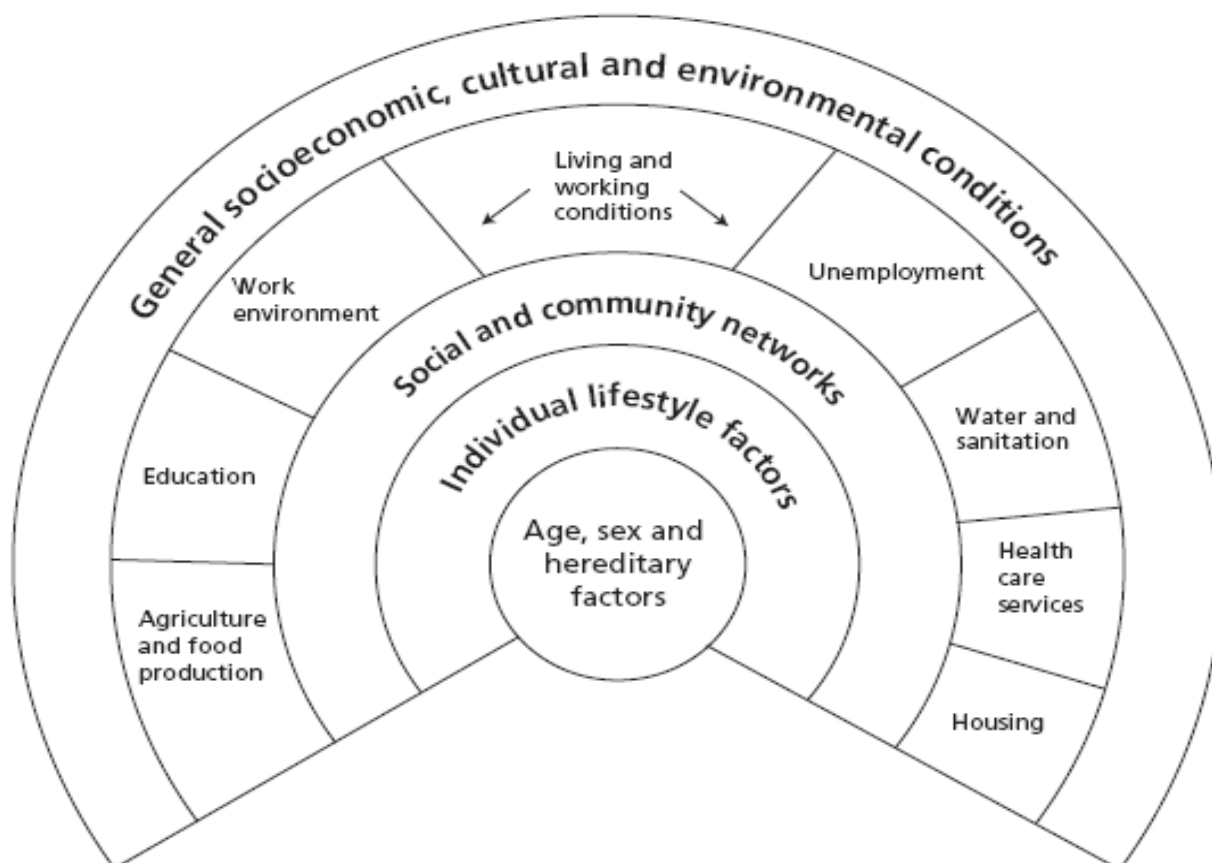 General socioeconomic, cultural and environmental conditions
Living and
working
conditions
Work
environment
Unemployment
Social and community networks
Individual lifestyle factors
Water and
sanitation
Education
Age, sex and
hereditary
factors
Health
care
services
Agriculture
and food
production
Housing